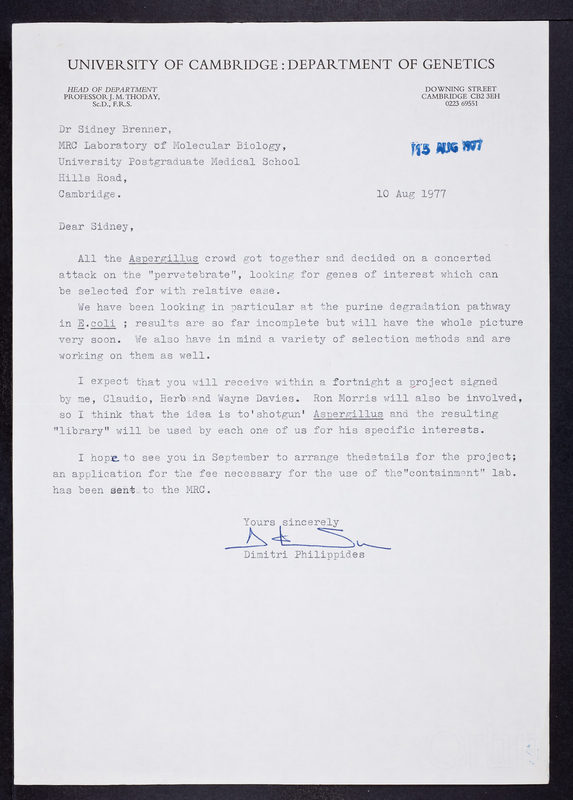 UNIVERSITY OF CAMBRIDGE : DEPARTMENT OF GENETICS
HEAD OF DEPARTMENT
PROFESSOR J. M. THODAY,
Sc.D., F.R.S.
DOWNING STREET
CAMBRIDGE CB2 3EH
0223 69551
Dr Sidney Brenner,
MRC Laboratory of Molecular Biology,
University Postgraduate Medical School
Hills Road,
Cambridge.
AUG 1977
10 Aug 1977
Dear Sidney,
All the Aspergillus crowd got together and decided on a concerted
attack on the "pervetebrate", looking for genes of interest which can
be selected for with relative ease.
We have been looking in particular at the purine degradation pathway
in E.coli ; results are so far incomplete but will have the whole picture
very soon. We also have in mind a variety of selection methods and are
working on them as well.
I expect that you will receive within a fortnight a project signed
by me, Claudio, Herb and Wayne Davies. Ron Morris will also be involved,
so I think that the idea is to'shotgun' Aspergillus and the resulting
"library" will be used by each one of us for his specific interests.
I hope to see you in September to arrange thedetails for the project;
an application for the fee necessary for the use of the"containment" lab.
has been sent to the MRC.
Yours sincerely
Dimitri Philippides